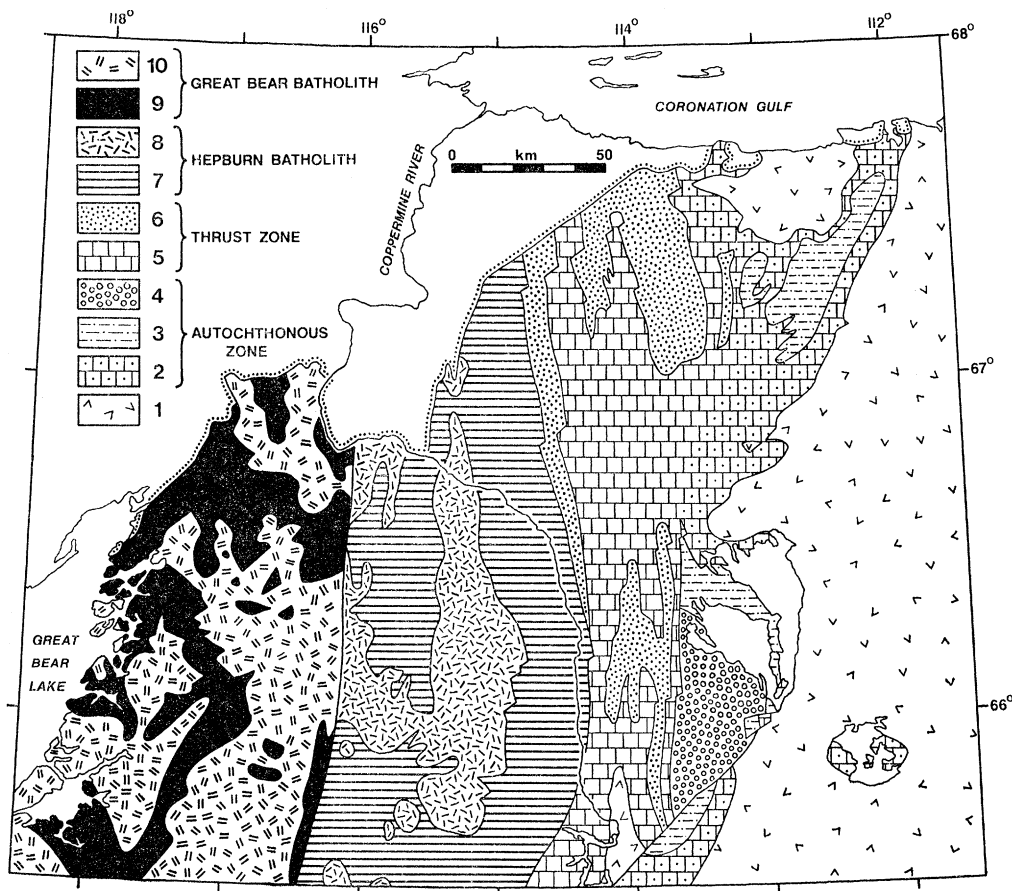 118°
116°
114°
112°
68°
10
GREAT BEAR BATHOLITH
9
CORONATION GULF
8
HEPBURN BATHOLITH
7
0 km 50
COPPERMINE RIVER
6
THRUST ZONE
5
4
AUTOCHTHONOUS
ZONE
3
2
1
67°
GREAT
BEAR
LAKE
66°